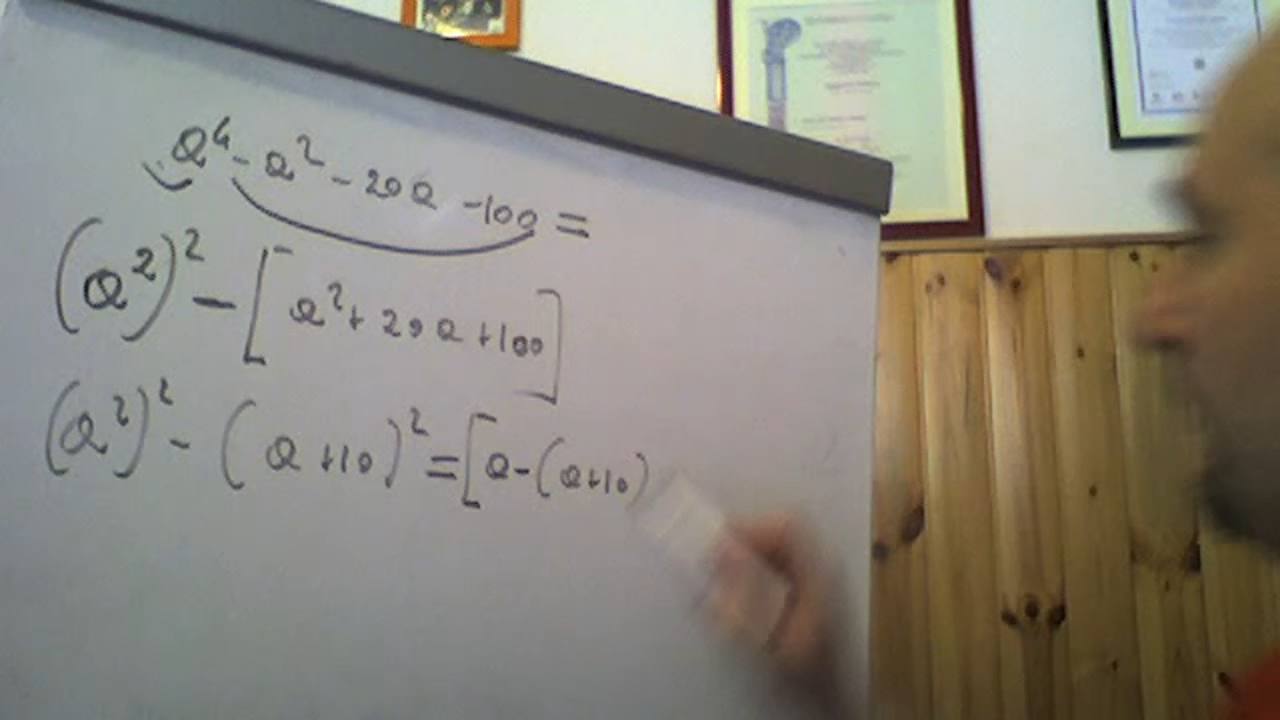 a⁴ - a² - 20a - 100 =
(a²)² - [a² + 20a + 100]
(a²)² - (a + 10)² = [a - (a+10)